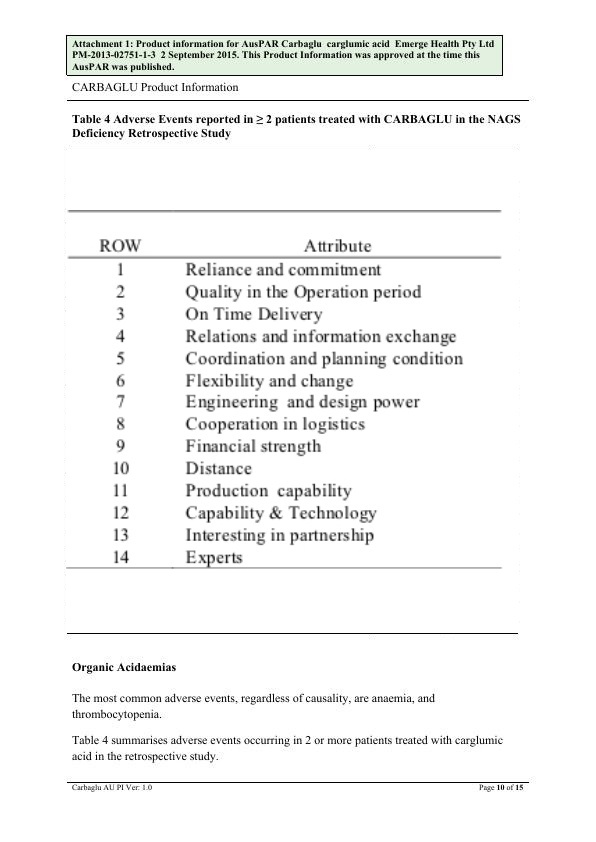 Attachment 1: Product information for AusPAR Carbaglu carglumic acid Emerge Health Pty Ltd
PM-2013-02751-1-3 2 September 2015. This Product Information was approved at the time this
AusPAR was published.
CARBAGLU Product Information
Table 4 Adverse Events reported in ≥ 2 patients treated with CARBAGLU in the NAGS
Deficiency Retrospective Study
ROW Attribute
1 Reliance and commitment
2 Quality in the Operation period
3 On Time Delivery
4 Relations and information exchange
5 Coordination and planning condition
6 Flexibility and change
7 Engineering and design power
8 Cooperation in logistics
9 Financial strength
10 Distance
11 Production capability
12 Capability & Technology
13 Interesting in partnership
14 Experts
Organic Acidaemias
The most common adverse events, regardless of causality, are anaemia, and
thrombocytopenia.
Table 4 summarises adverse events occurring in 2 or more patients treated with carglumic
acid in the retrospective study.
Carbaglu AU PI Ver: 1.0 Page 10 of 15